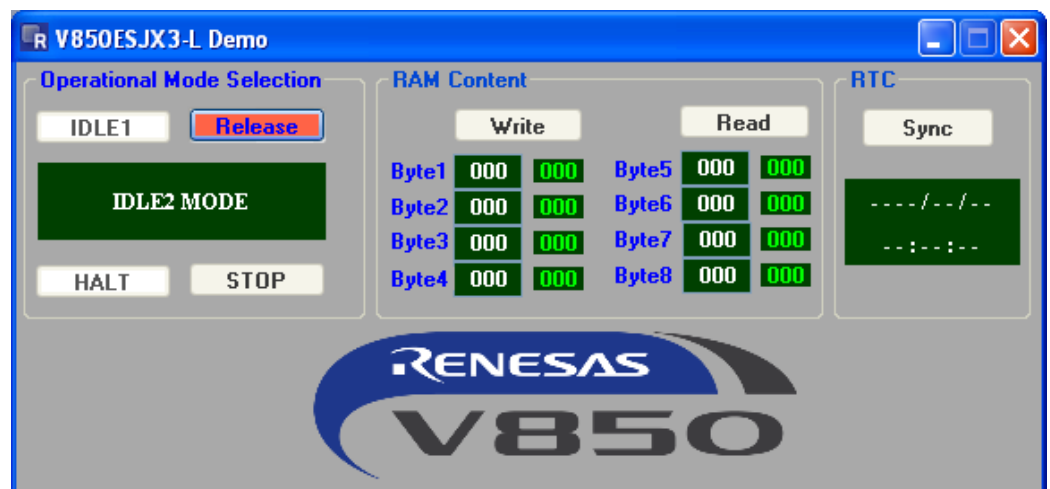 V850ESJX3-L Demo
Operational Mode Selection
IDLE1 Release
IDLE2 MODE
HALT STOP
RAM Content
Write Read
Byte1 000 000 Byte5 000 000
Byte2 000 000 Byte6 000 000
Byte3 000 000 Byte7 000 000
Byte4 000 000 Byte8 000 000
RTC
Sync
----/--/--
--:--:--
RENESAS
V850